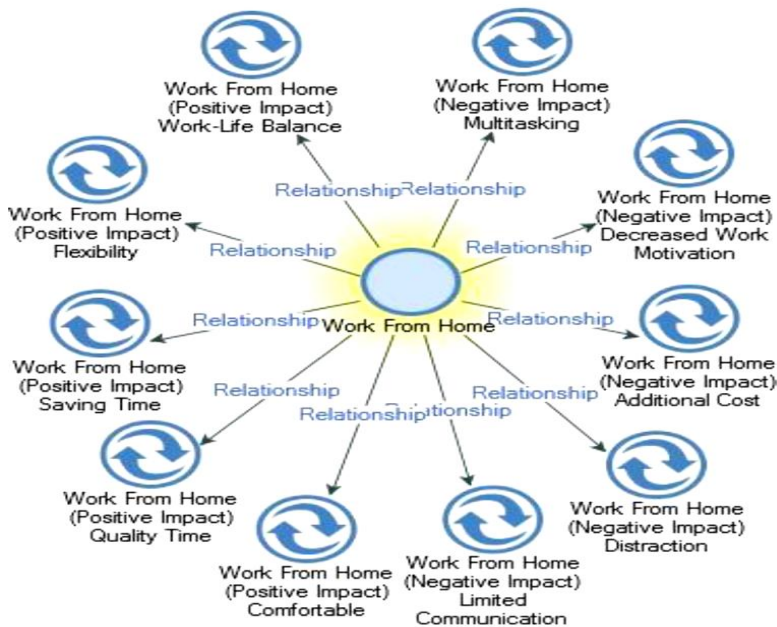 Work From Home
(Positive Impact)
Work-Life Balance
Work From Home
(Negative Impact)
Multitasking
Work From Home
(Positive Impact)
Flexibility
Work From Home
(Negative Impact)
Decreased Work
Motivation
Relationship
Relationship
Relationship
Relationship
Relationship
Work From Home
Relationship
Work From Home
(Positive Impact)
Saving Time
Work From Home
(Negative Impact)
Additional Cost
Relationship
Relationship
Relationship
Relationship
Work From Home
(Positive Impact)
Quality Time
Work From Home
(Negative Impact)
Distraction
Work From Home
(Positive Impact)
Comfortable
Work From Home
(Negative Impact)
Limited
Communication